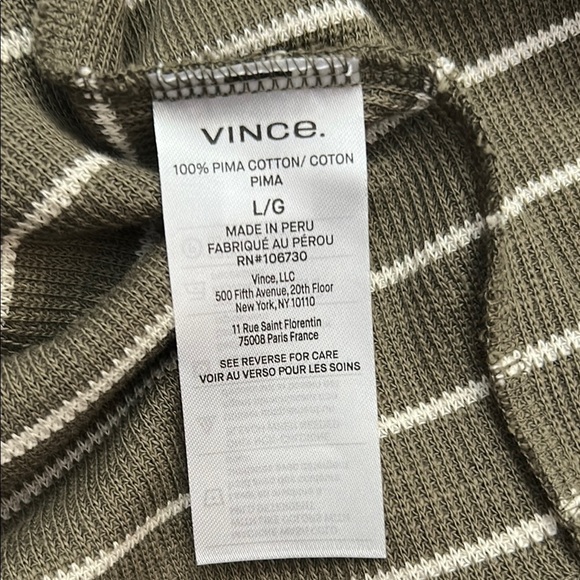 VINCe.
100% PIMA COTTON/ COTON
PIMA
L/G
MADE IN PERU
FABRIQUÉ AU PÉROU
RN#106730
Vince, LLC
500 Fifth Avenue, 20th Floor
New York, NY 10110
11 Rue Saint Florentin
75008 Paris France
SEE REVERSE FOR CARE
VOIR AU VERSO POUR LES SOINS